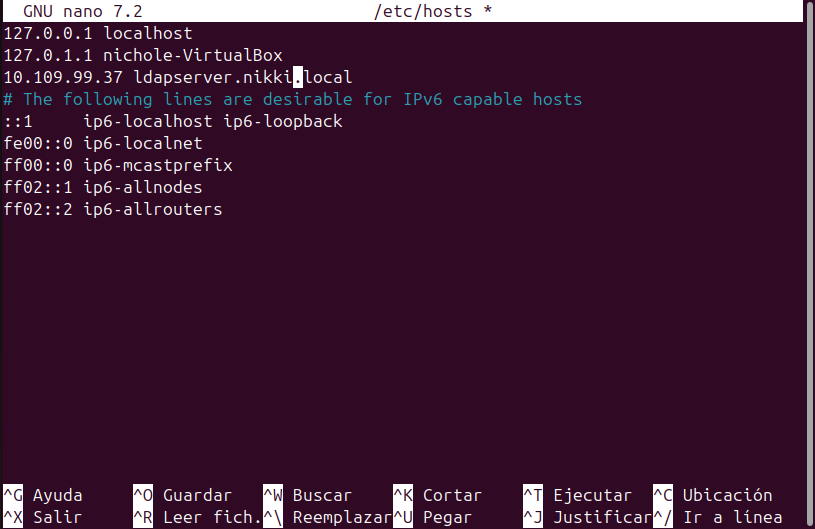 GNU nano 7.2 /etc/hosts *
127.0.0.1 localhost
127.0.1.1 nichole-VirtualBox
10.109.99.37 ldapserver.nikki.local
# The following lines are desirable for IPv6 capable hosts
::1     ip6-localhost ip6-loopback
fe00::0 ip6-localnet
ff00::0 ip6-mcastprefix
ff02::1 ip6-allnodes
ff02::2 ip6-allrouters
^G Ayuda ^O Guardar ^W Buscar ^K Cortar ^T Ejecutar ^C Ubicación
^X Salir ^R Leer fich. ^\ Reemplazar ^U Pegar ^J Justificar ^/ Ir a línea